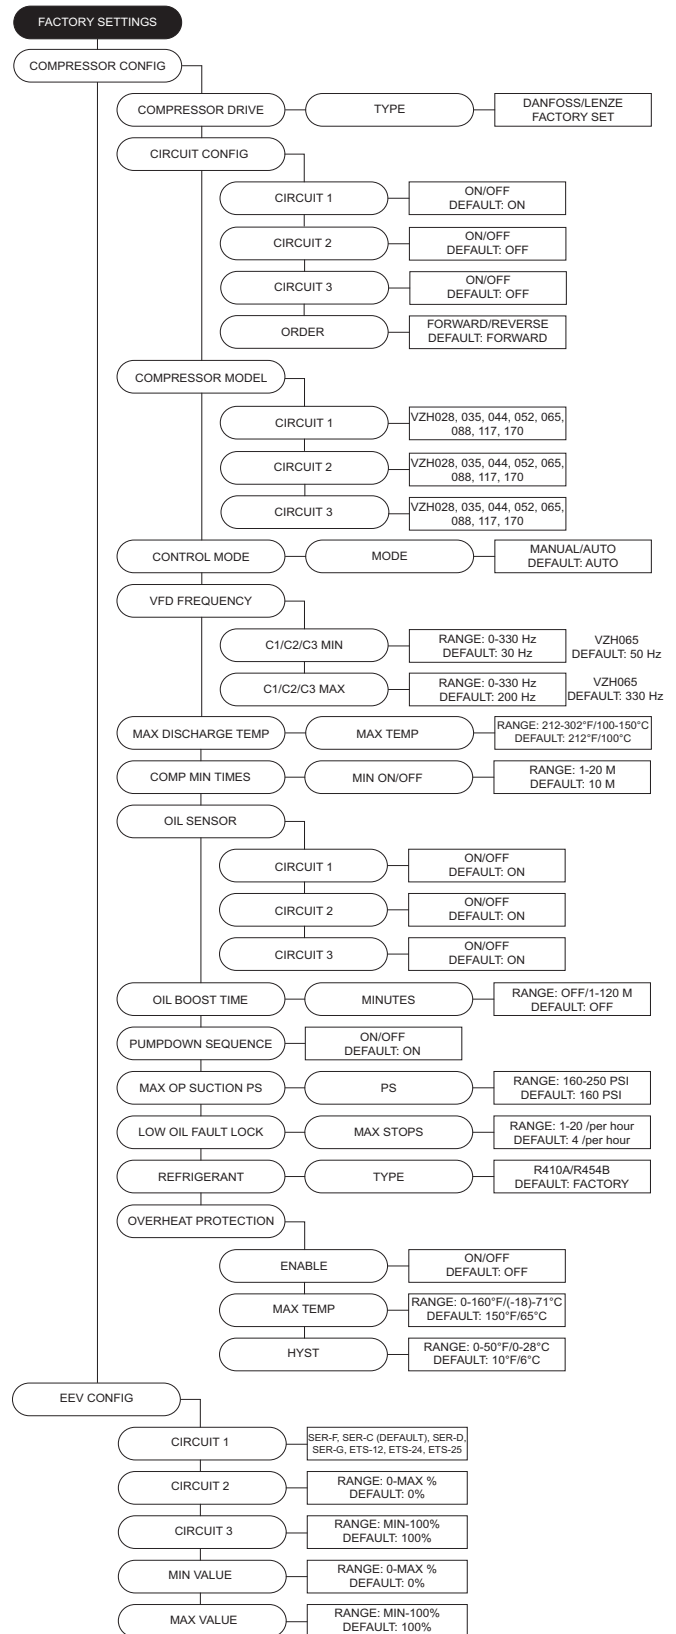 FACTORY SETTINGS
COMPRESSOR CONFIG
COMPRESSOR DRIVE
TYPE
DANFOSS/LENZE
FACTORY SET
CIRCUIT CONFIG
CIRCUIT 1
ON/OFF
DEFAULT: ON
CIRCUIT 2
ON/OFF
DEFAULT: OFF
CIRCUIT 3
ON/OFF
DEFAULT: OFF
ORDER
FORWARD/REVERSE
DEFAULT: FORWARD
COMPRESSOR MODEL
CIRCUIT 1
VZH028, 035, 044, 052, 065,
088, 117, 170
CIRCUIT 2
VZH028, 035, 044, 052, 065,
088, 117, 170
CIRCUIT 3
VZH028, 035, 044, 052, 065,
088, 117, 170
CONTROL MODE
MODE
MANUAL/AUTO
DEFAULT: AUTO
VFD FREQUENCY
C1/C2/C3 MIN
RANGE: 0-330 Hz
DEFAULT: 30 Hz
VZH065
DEFAULT: 50 Hz
C1/C2/C3 MAX
RANGE: 0-330 Hz
DEFAULT: 200 Hz
VZH065
DEFAULT: 330 Hz
MAX DISCHARGE TEMP
MAX TEMP
RANGE: 212-302°F/100-150°C
DEFAULT: 212°F/100°C
COMP MIN TIMES
MIN ON/OFF
RANGE: 1-20 M
DEFAULT: 10 M
OIL SENSOR
CIRCUIT 1
ON/OFF
DEFAULT: ON
CIRCUIT 2
ON/OFF
DEFAULT: ON
CIRCUIT 3
ON/OFF
DEFAULT: ON
OIL BOOST TIME
MINUTES
RANGE: OFF/1-120 M
DEFAULT: OFF
PUMPDOWN SEQUENCE
ON/OFF
DEFAULT: ON
MAX OP SUCTION PS
PS
RANGE: 160-250 PSI
DEFAULT: 160 PSI
LOW OIL FAULT LOCK
MAX STOPS
RANGE: 1-20 /per hour
DEFAULT: 4 /per hour
REFRIGERANT
TYPE
R410A/R454B
DEFAULT: FACTORY
OVERHEAT PROTECTION
ENABLE
ON/OFF
DEFAULT: OFF
MAX TEMP
RANGE: 0-160°F/(-18)-71°C
DEFAULT: 150°F/65°C
HYST
RANGE: 0-50°F/0-28°C
DEFAULT: 10°F/6°C
EEV CONFIG
CIRCUIT 1
SER-F, SER-C (DEFAULT), SER-D,
SER-G, ETS-12, ETS-24, ETS-25
CIRCUIT 2
RANGE: 0-MAX %
DEFAULT: 0%
CIRCUIT 3
RANGE: MIN-100%
DEFAULT: 100%
MIN VALUE
RANGE: 0-MAX %
DEFAULT: 0%
MAX VALUE
RANGE: MIN-100%
DEFAULT: 100%